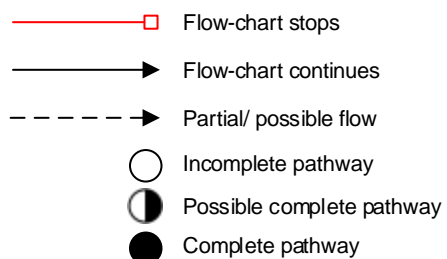 Flow-chart stops
Flow-chart continues
Partial/ possible flow
Incomplete pathway
Possible complete pathway
Complete pathway